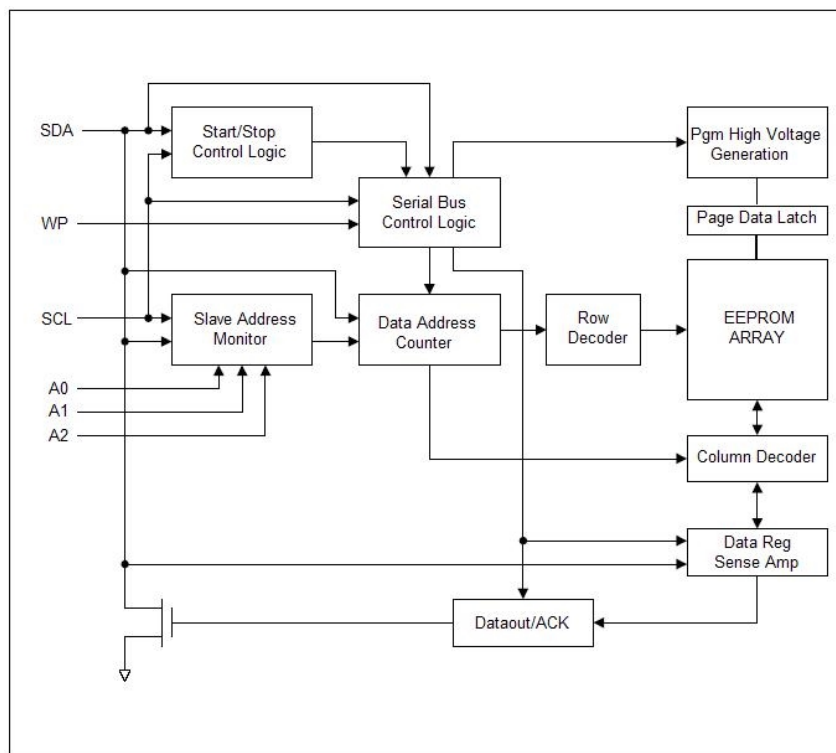 SDA
Start/Stop
Control Logic
Pgm High Voltage
Generation
Serial Bus
Control Logic
Page Data Latch
WP
SCL
Slave Address
Monitor
Data Address
Counter
Row
Decoder
EEPROM
ARRAY
A0
A1
A2
Column Decoder
Data Reg
Sense Amp
Dataout/ACK